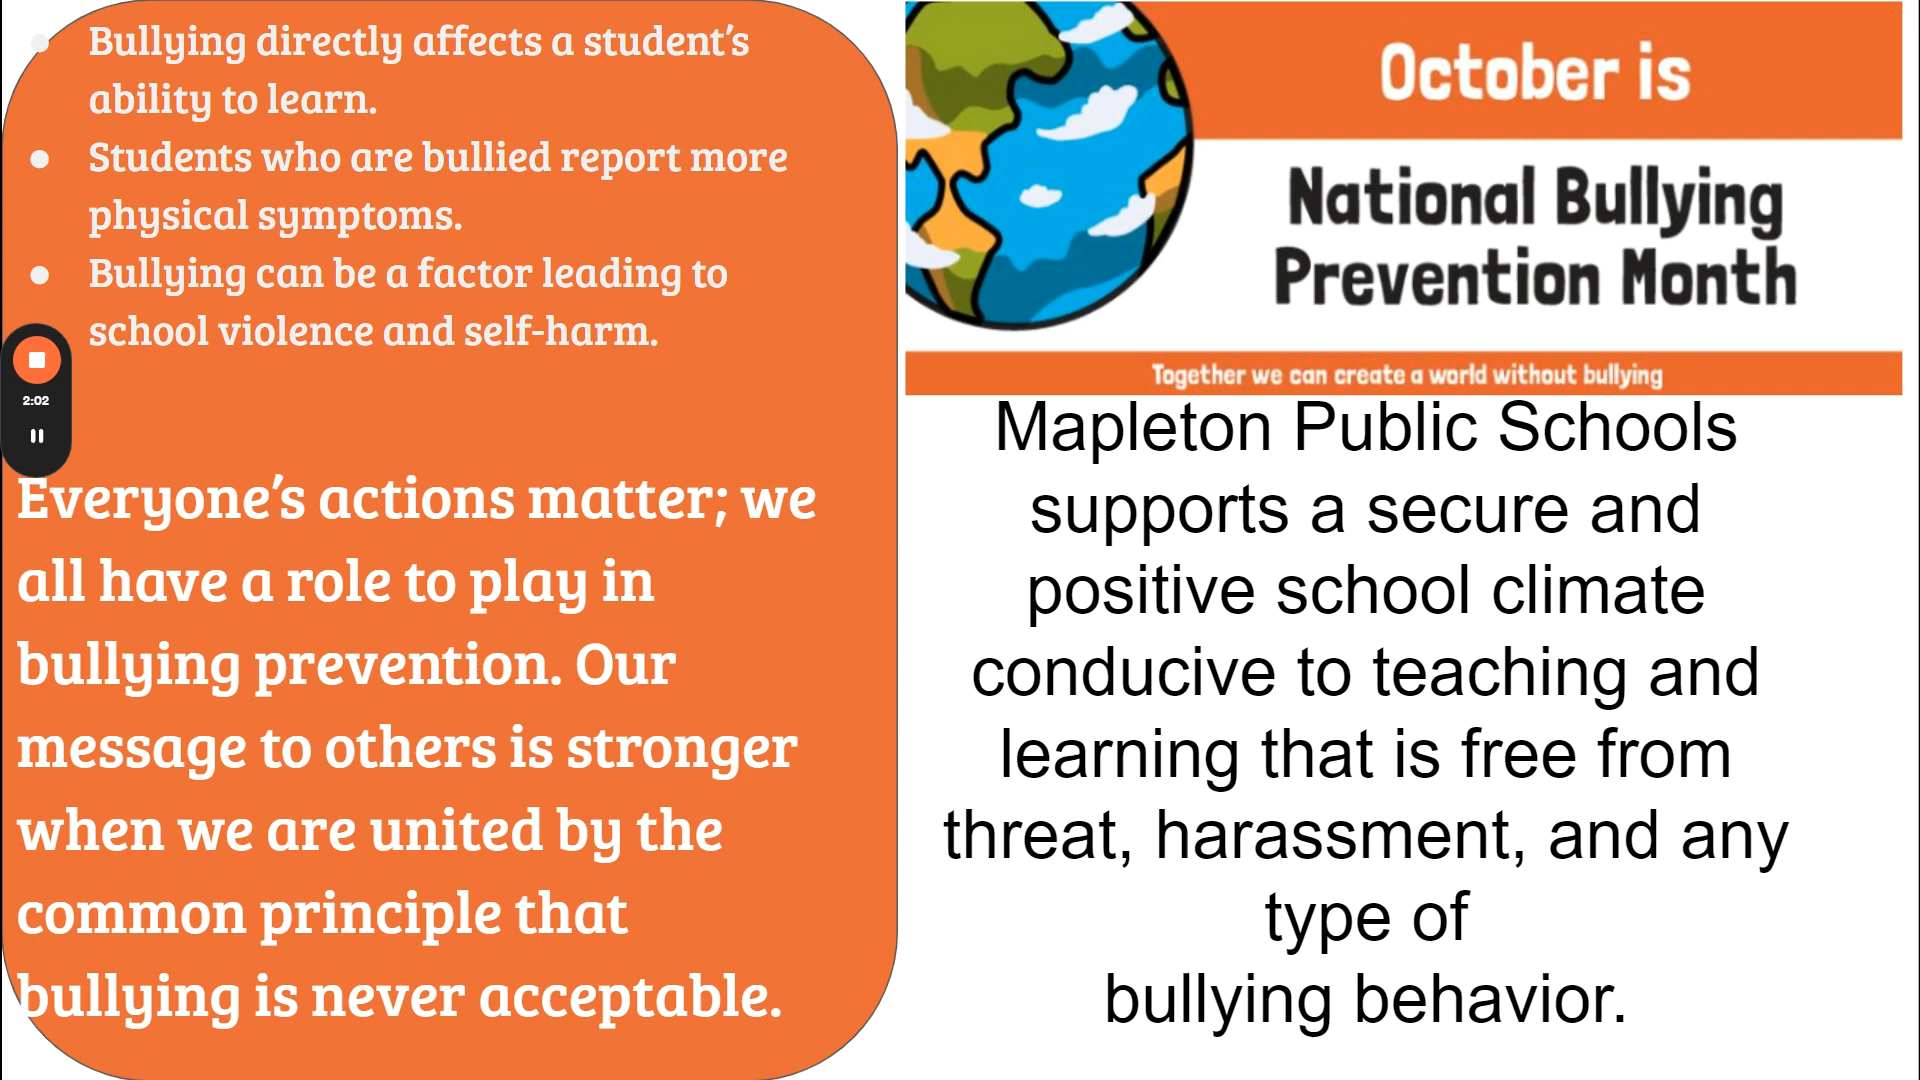 Bullying directly affects a student’s
ability to learn.
Students who are bullied report more
physical symptoms.
Bullying can be a factor leading to
school violence and self-harm.
2:02
Everyone’s actions matter; we
all have a role to play in
bullying prevention. Our
message to others is stronger
when we are united by the
common principle that
bullying is never acceptable.
October is
National Bullying
Prevention Month
Together we can create a world without bullying
Mapleton Public Schools
supports a secure and
positive school climate
conducive to teaching and
learning that is free from
threat, harassment, and any
type of
bullying behavior.